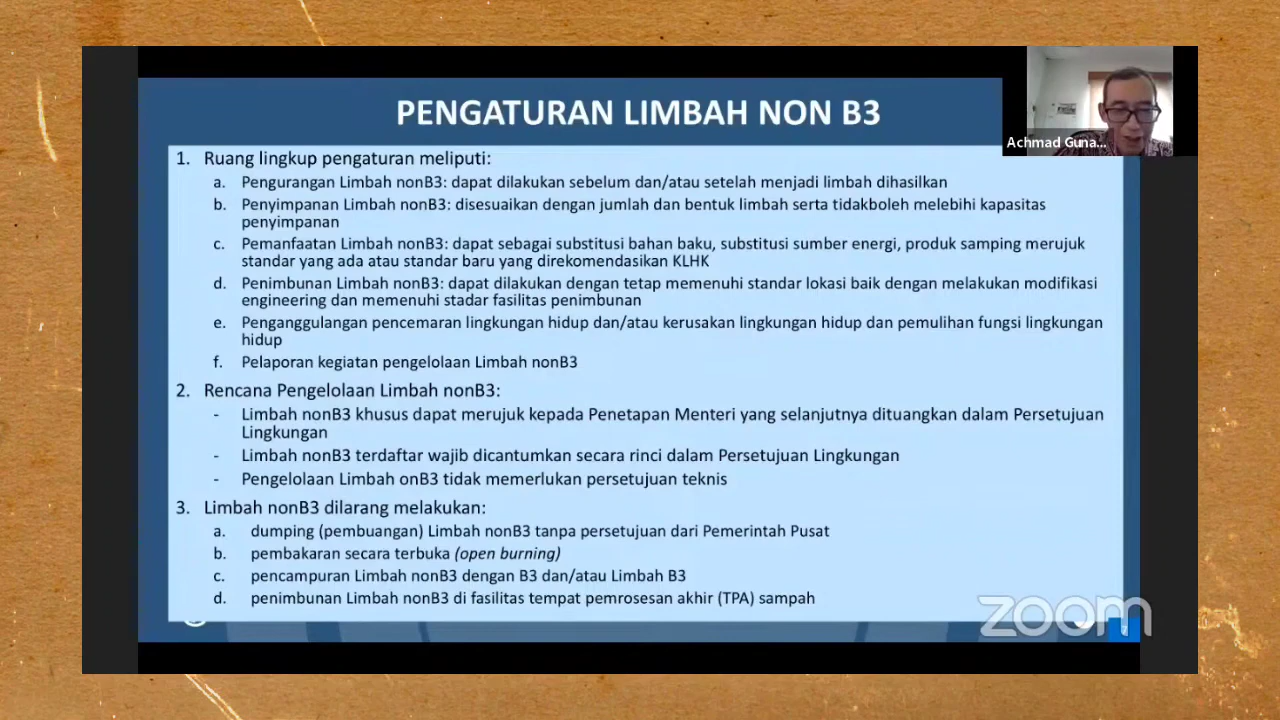 PENGATURAN LIMBAH NON B3
Achmad Guna...
1. Ruang lingkup pengaturan meliputi:
a. Pengurangan Limbah nonB3: dapat dilakukan sebelum dan/atau setelah menjadi limbah dihasilkan
b. Penyimpanan Limbah nonB3: disesuaikan dengan jumlah dan bentuk limbah serta tidakboleh melebihi kapasitas
penyimpanan
c. Pemanfaatan Limbah nonB3: dapat sebagai substitusi bahan baku, substitusi sumber energi, produk samping merujuk
standar yang ada atau standar baru yang direkomendasikan KLHK
d. Penimbunan Limbah nonB3: dapat dilakukan dengan tetap memenuhi standar lokasi baik dengan melakukan modifikasi
engineering dan memenuhi stadar fasilitas penimbunan
e. Penganggulangan pencemaran lingkungan hidup dan/atau kerusakan lingkungan hidup dan pemulihan fungsi lingkungan
hidup
f. Pelaporan kegiatan pengelolaan Limbah nonB3
2. Rencana Pengelolaan Limbah nonB3:
- Limbah nonB3 khusus dapat merujuk kepada Penetapan Menteri yang selanjutnya dituangkan dalam Persetujuan
Lingkungan
- Limbah nonB3 terdaftar wajib dicantumkan secara rinci dalam Persetujuan Lingkungan
- Pengelolaan Limbah onB3 tidak memerlukan persetujuan teknis
3. Limbah nonB3 dilarang melakukan:
a. dumping (pembuangan) Limbah nonB3 tanpa persetujuan dari Pemerintah Pusat
b. pembakaran secara terbuka (open burning)
c. pencampuran Limbah nonB3 dengan B3 dan/atau Limbah B3
d. penimbunan Limbah nonB3 di fasilitas tempat pemrosesan akhir (TPA) sampah
zoom